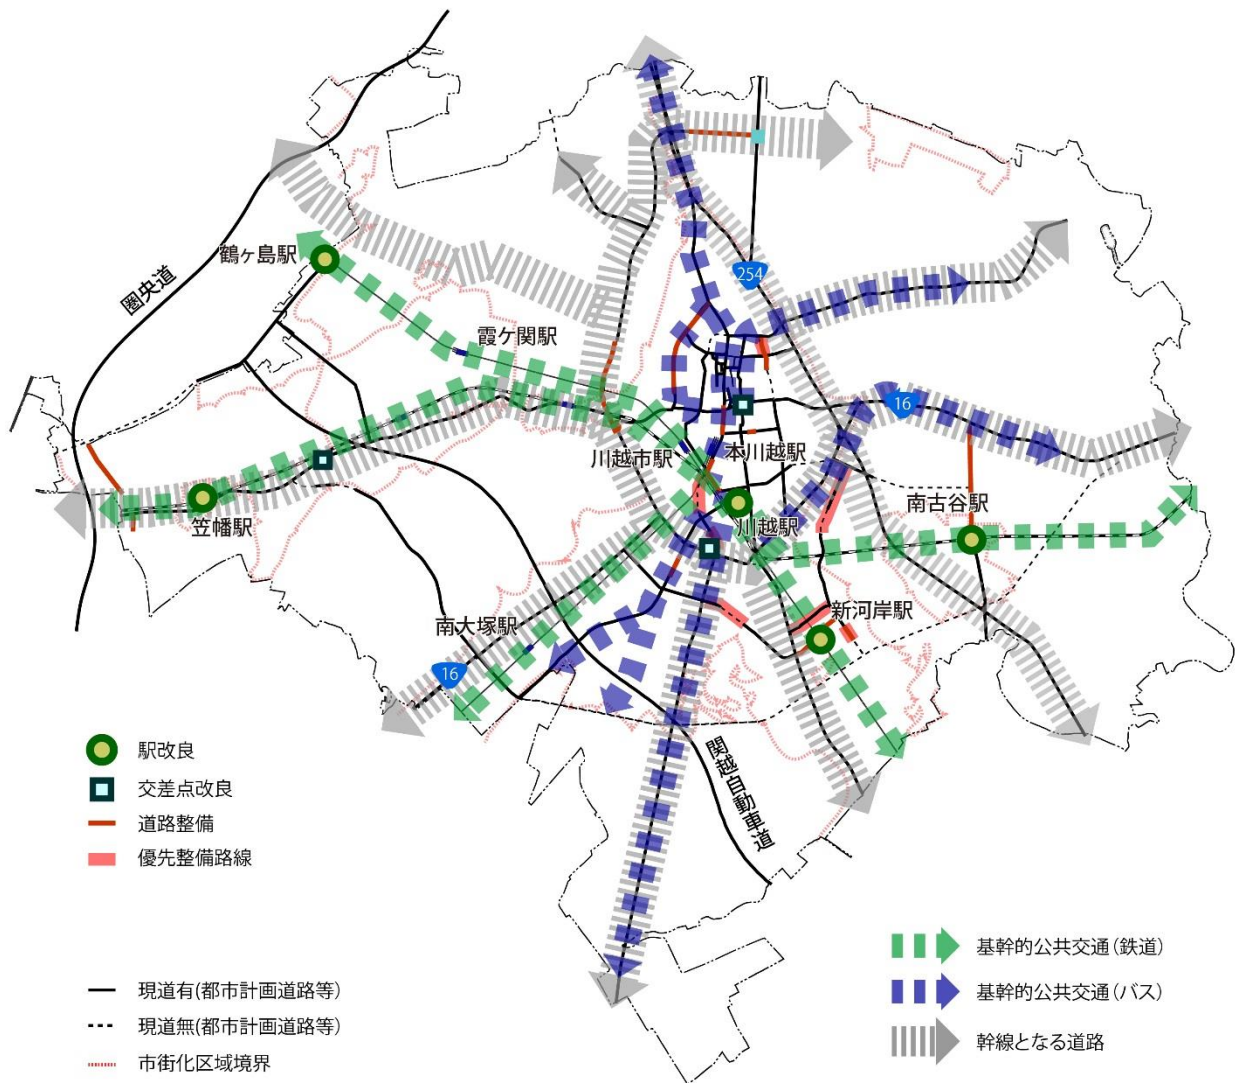 鶴ヶ島駅
圏央道
254
霞ケ関駅
16
川越市駅
本川越駅
南古谷駅
笠幡駅
川越駅
新河岸駅
南大塚駅
16
関越自動車道
駅改良
交差点改良
道路整備
優先整備路線
現道有(都市計画道路等)
現道無(都市計画道路等)
市街化区域境界
基幹的公共交通(鉄道)
基幹的公共交通(バス)
幹線となる道路